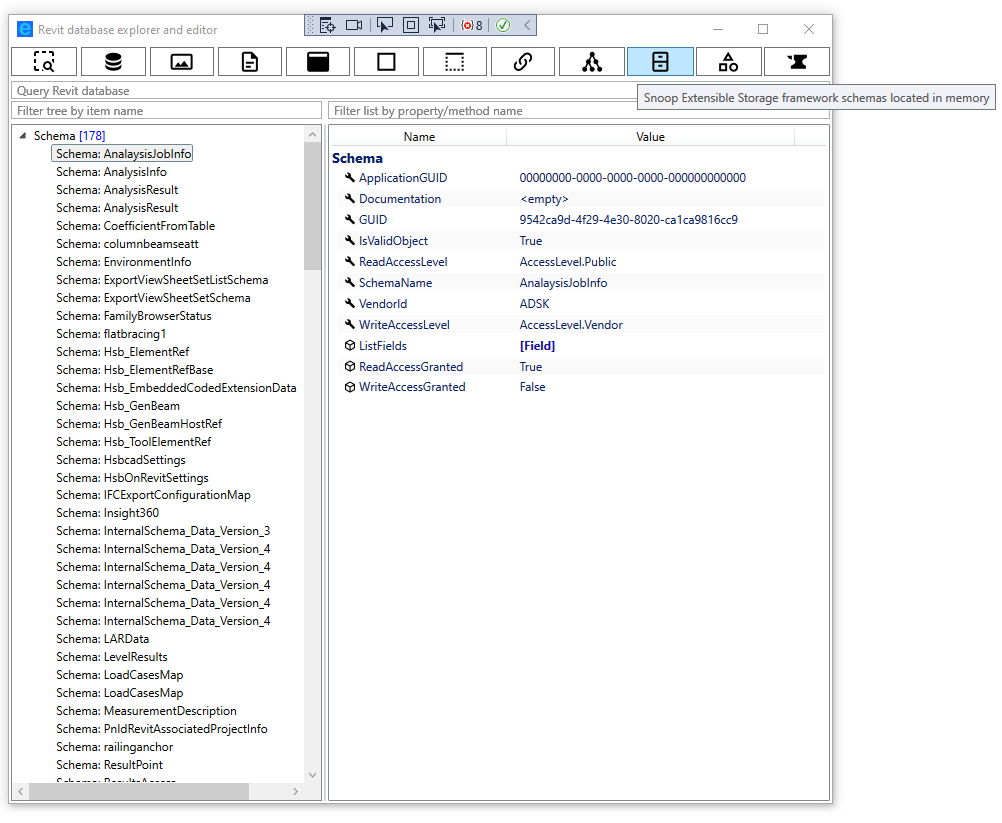 Revit database explorer and editor
8
Query Revit database
Snoop Extensible Storage framework schemas located in memory
Filter tree by item name
Filter list by property/method name
Schema [178]
Schema: AnalaysisJobInfo
Schema: AnalysisInfo
Schema: AnalysisResult
Schema: AnalysisResult
Schema: CoefficientFromTable
Schema: columnbeamseatt
Schema: EnvironmentInfo
Schema: ExportViewSheetSetListSchema
Schema: ExportViewSheetSetSchema
Schema: FamilyBrowserStatus
Schema: flatbracing1
Schema: Hsb_ElementRef
Schema: Hsb_ElementRefBase
Schema: Hsb_EmbeddedCodedExtensionData
Schema: Hsb_GenBeam
Schema: Hsb_GenBeamHostRef
Schema: Hsb_ToolElementRef
Schema: HsbcadSettings
Schema: HsbOnRevitSettings
Schema: IFCExportConfigurationMap
Schema: Insight360
Schema: InternalSchema_Data_Version_3
Schema: InternalSchema_Data_Version_4
Schema: InternalSchema_Data_Version_4
Schema: InternalSchema_Data_Version_4
Schema: InternalSchema_Data_Version_4
Schema: InternalSchema_Data_Version_4
Schema: LARData
Schema: LevelResults
Schema: LoadCasesMap
Schema: LoadCasesMap
Schema: MeasurementDescription
Schema: PnIdRevitAssociatedProjectInfo
Schema: railinganchor
Schema: ResultPoint
Schema: ResultsAccess
Name Value
Schema
ApplicationGUID 00000000-0000-0000-0000-000000000000
Documentation <empty>
GUID 9542ca9d-4f29-4e30-8020-ca1ca9816cc9
IsValidObject True
ReadAccessLevel AccessLevel.Public
SchemaName AnalaysisJobInfo
VendorId ADSK
WriteAccessLevel AccessLevel.Vendor
ListFields [Field]
ReadAccessGranted True
WriteAccessGranted False